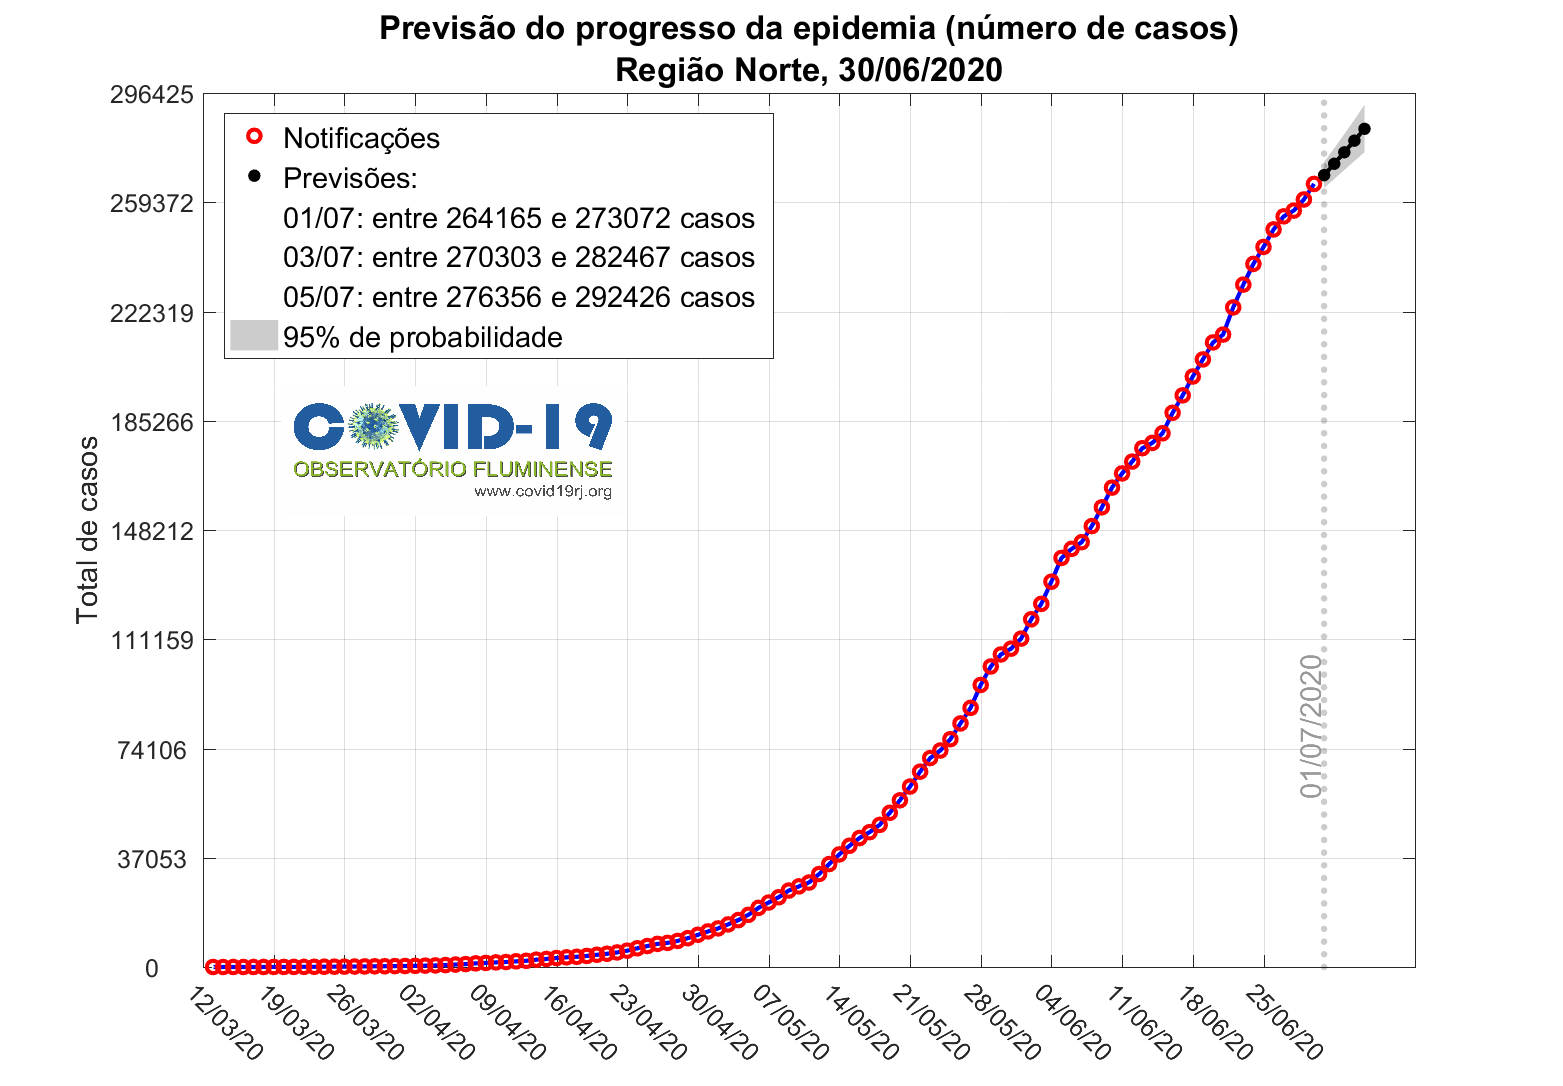 Previsão do progresso da epidemia (número de casos)
Região Norte, 30/06/2020
296425
259372
222319
185266
148212
111159
74106
37053
0
Total de casos
Notificações
Previsões:
01/07: entre 264165 e 273072 casos
03/07: entre 270303 e 282467 casos
05/07: entre 276356 e 292426 casos
95% de probabilidade
COVID-19
OBSERVATÓRIO FLUMINENSE
www.covid19rj.org
01/07/2020
12/03/20
19/03/20
26/03/20
02/04/20
09/04/20
16/04/20
23/04/20
30/04/20
07/05/20
14/05/20
21/05/20
28/05/20
04/06/20
11/06/20
18/06/20
25/06/20